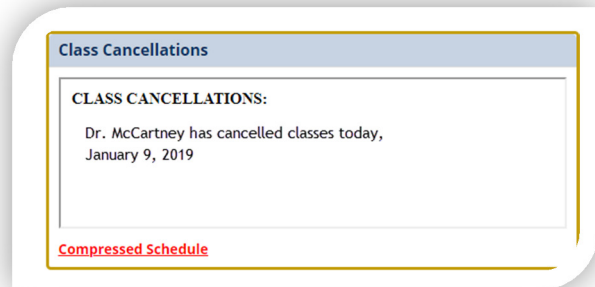 Class Cancellations
CLASS CANCELLATIONS:
Dr. McCartney has cancelled classes today,
January 9, 2019
Compressed Schedule